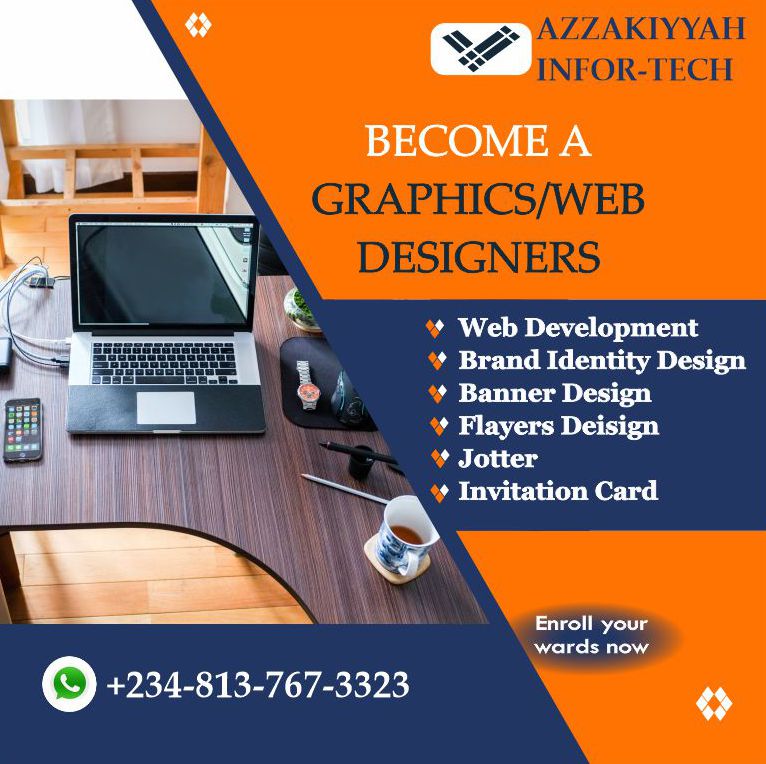 AZZAKIYYAH
INFOR-TECH
BECOME A
GRAPHICS/WEB
DESIGNERS
Web Development
Brand Identity Design
Banner Design
Flayers Deisign
Jotter
Invitation Card
Enroll your
wards now
+234-813-767-3323